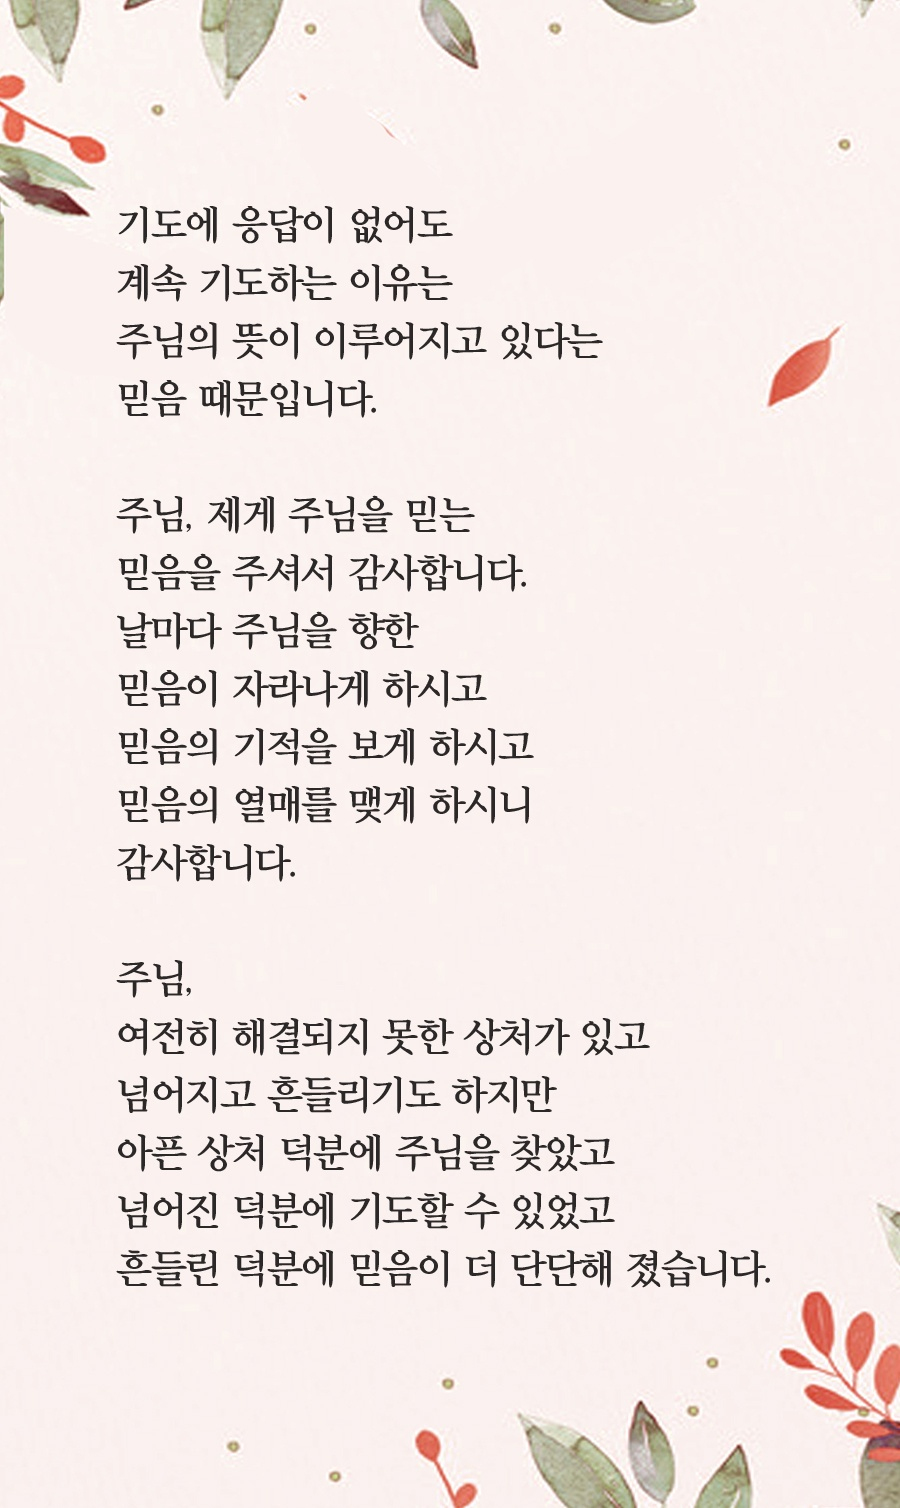 기도에 응답이 없어도
계속 기도하는 이유는
주님의 뜻이 이루어지고 있다는
믿음 때문입니다.
주님, 제게 주님을 믿는
믿음을 주셔서 감사합니다.
날마다 주님을 향한
믿음이 자라나게 하시고
믿음의 기적을 보게 하시고
믿음의 열매를 맺게 하시니
감사합니다.
주님,
여전히 해결되지 못한 상처가 있고
넘어지고 흔들리기도 하지만
아픈 상처 덕분에 주님을 찾았고
넘어진 덕분에 기도할 수 있었고
흔들린 덕분에 믿음이 더 단단해 졌습니다.